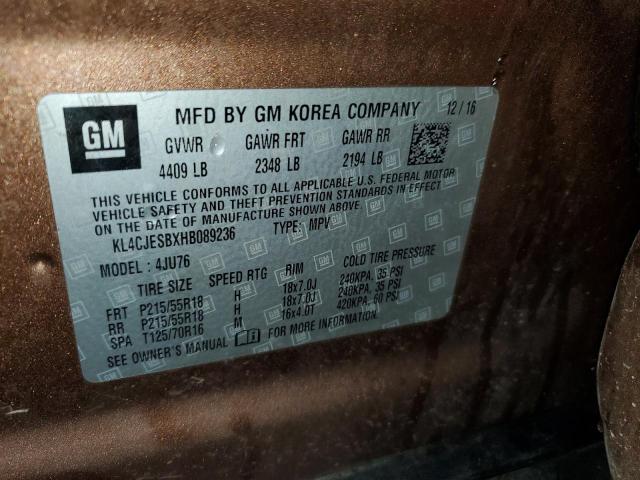 GM
MFD BY GM KOREA COMPANY 12/16
GVWR GAWR FRT GAWR RR
4409 LB 2348 LB 2194 LB
THIS VEHICLE CONFORMS TO ALL APPLICABLE U.S. FEDERAL MOTOR
VEHICLE SAFETY AND THEFT PREVENTION STANDARDS IN EFFECT
ON THE DATE OF MANUFACTURE SHOWN ABOVE.
KL4CJESBXHB089236 TYPE: MPV
MODEL: 4JU76
TIRE SIZE SPEED RTG RIM COLD TIRE PRESSURE
FRT P215/55R18 H 18x7.0J 240KPA, 35 PSI
RR P215/55R18 H 18x7.0J 240KPA, 35 PSI
SPA T125/70R16 M 16x4.0T 420KPA, 60 PSI
SEE OWNER'S MANUAL FOR MORE INFORMATION